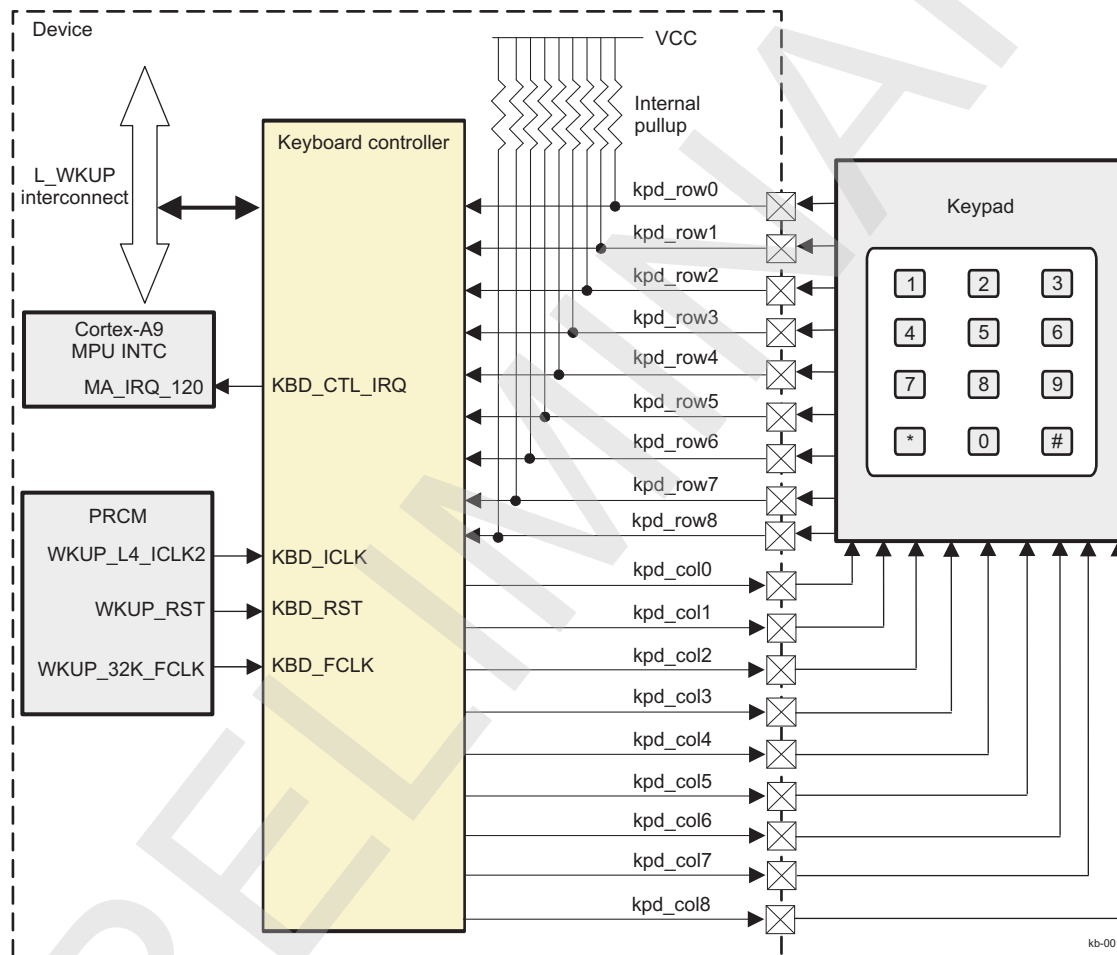 Device
VCC
Internal
pullup
Keyboard controller
L_WKUP
interconnect
Cortex-A9
MPU INTC
MA_IRQ_120
KBD_CTL_IRQ
PRCM
WKUP_L4_ICLK2
KBD_ICLK
WKUP_RST
KBD_RST
WKUP_32K_FCLK
KBD_FCLK
kpd_row0
kpd_row1
kpd_row2
kpd_row3
kpd_row4
kpd_row5
kpd_row6
kpd_row7
kpd_row8
kpd_col0
kpd_col1
kpd_col2
kpd_col3
kpd_col4
kpd_col5
kpd_col6
kpd_col7
kpd_col8
Keypad
1 2 3
4 5 6
7 8 9
* 0 #
kb-00
RELIMINA